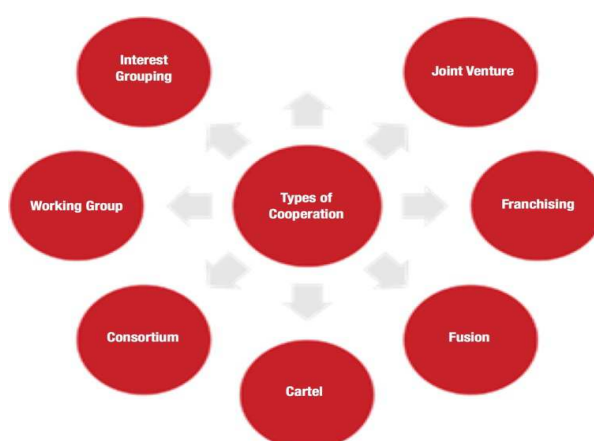 Interest
Grouping
Joint Venture
Working Group
Types of
Cooperation
Franchising
Consortium
Fusion
Cartel